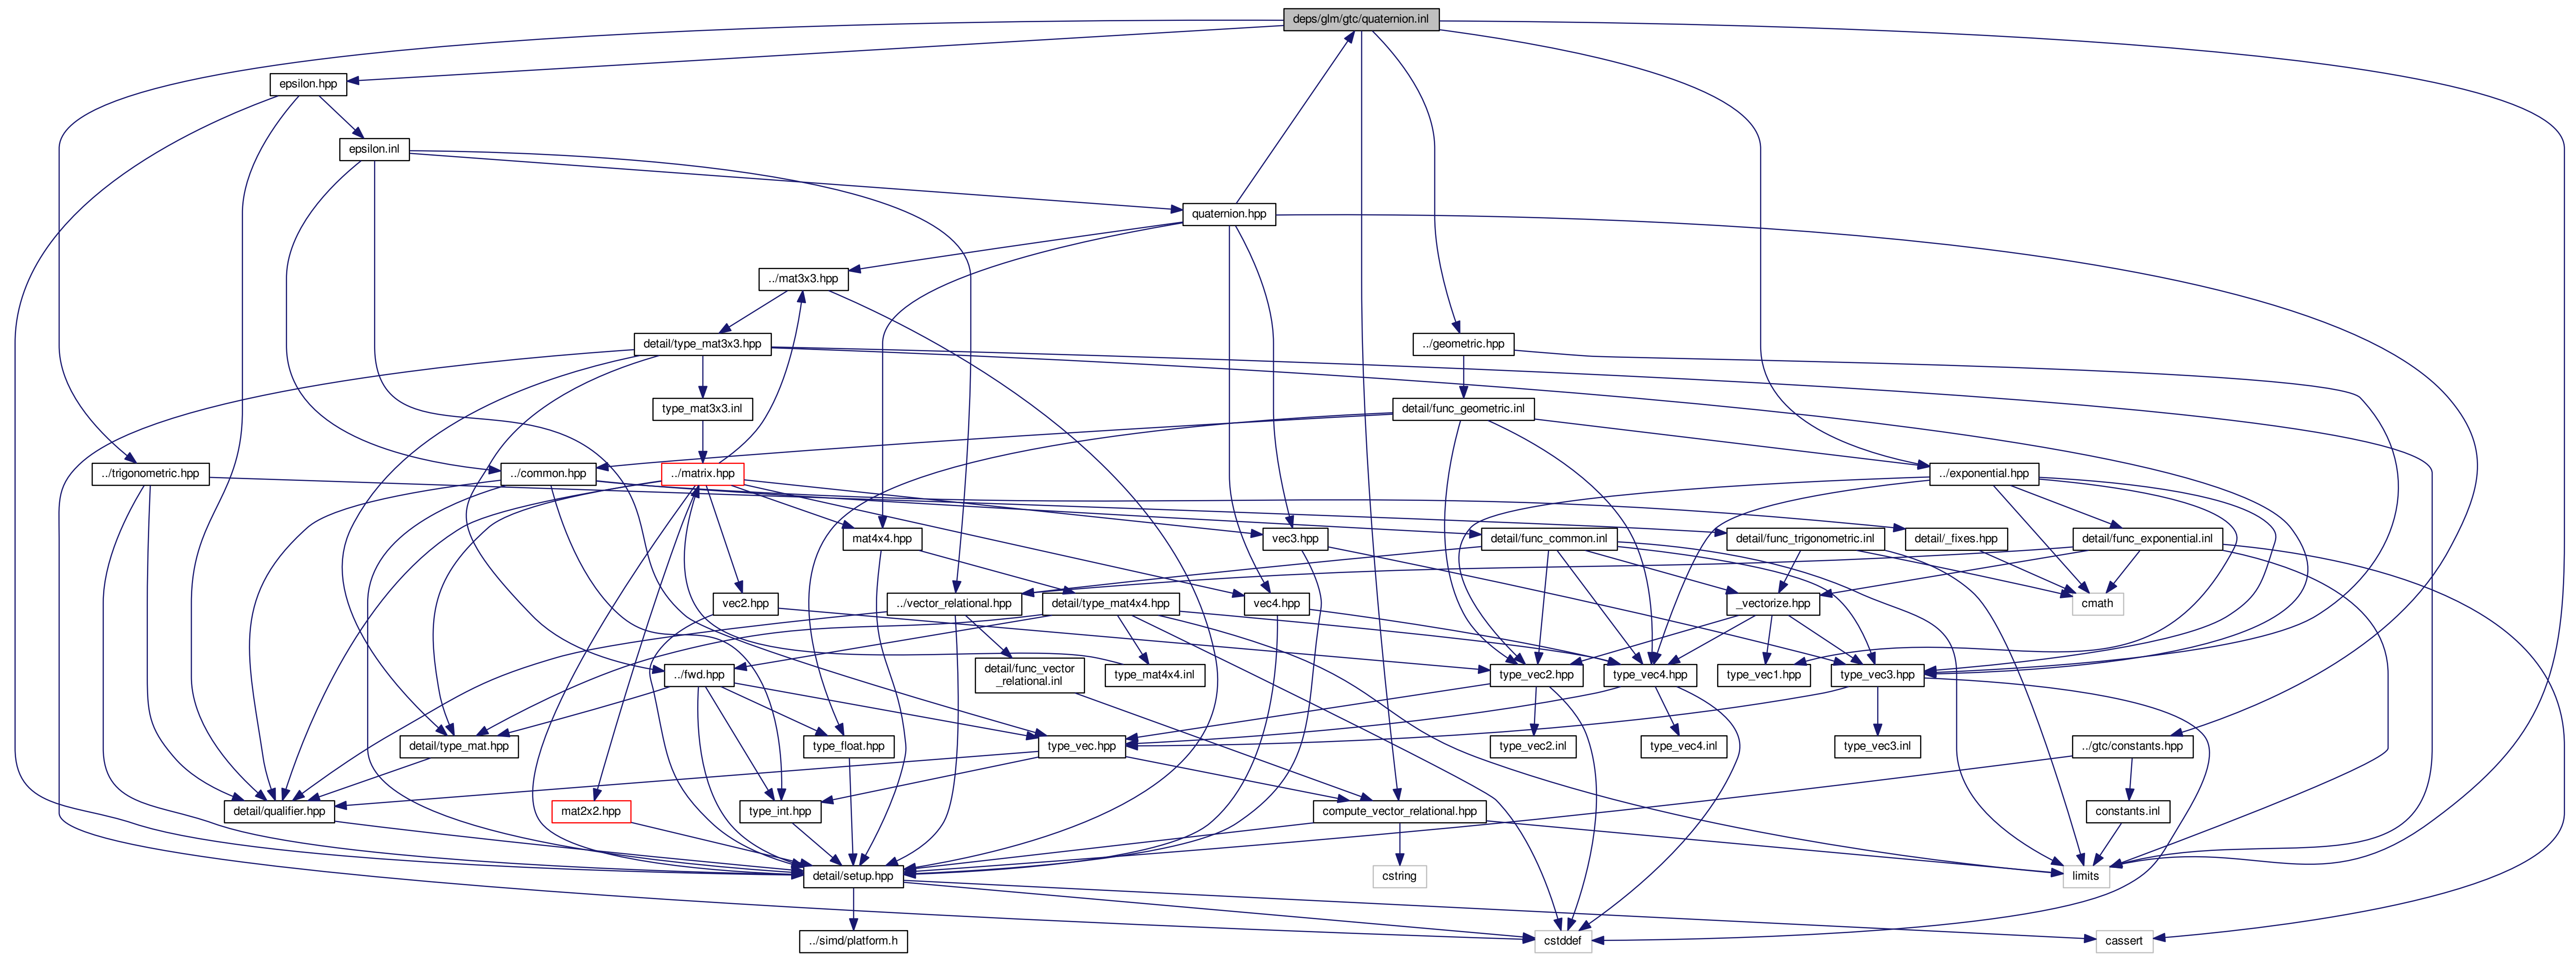 deps/glm/gtc/quaternion.inl
epsilon.hpp
epsilon.inl
quaternion.hpp
../mat3x3.hpp
detail/type_mat3x3.hpp
../geometric.hpp
type_mat3x3.inl
detail/func_geometric.inl
../trigonometric.hpp
../common.hpp
../matrix.hpp
../exponential.hpp
mat4x4.hpp
vec3.hpp
detail/func_common.inl
detail/func_trigonometric.inl
detail/_fixes.hpp
detail/func_exponential.inl
vec2.hpp
../vector_relational.hpp
detail/type_mat4x4.hpp
vec4.hpp
_vectorize.hpp
cmath
../fwd.hpp
detail/func_vector
_relational.inl
type_mat4x4.inl
type_vec2.hpp
type_vec4.hpp
type_vec1.hpp
type_vec3.hpp
detail/type_mat.hpp
type_float.hpp
type_vec.hpp
type_vec2.inl
type_vec4.inl
type_vec3.inl
../gtc/constants.hpp
detail/qualifier.hpp
mat2x2.hpp
type_int.hpp
compute_vector_relational.hpp
constants.inl
detail/setup.hpp
cstring
limits
../simd/platform.h
cstddef
cassert